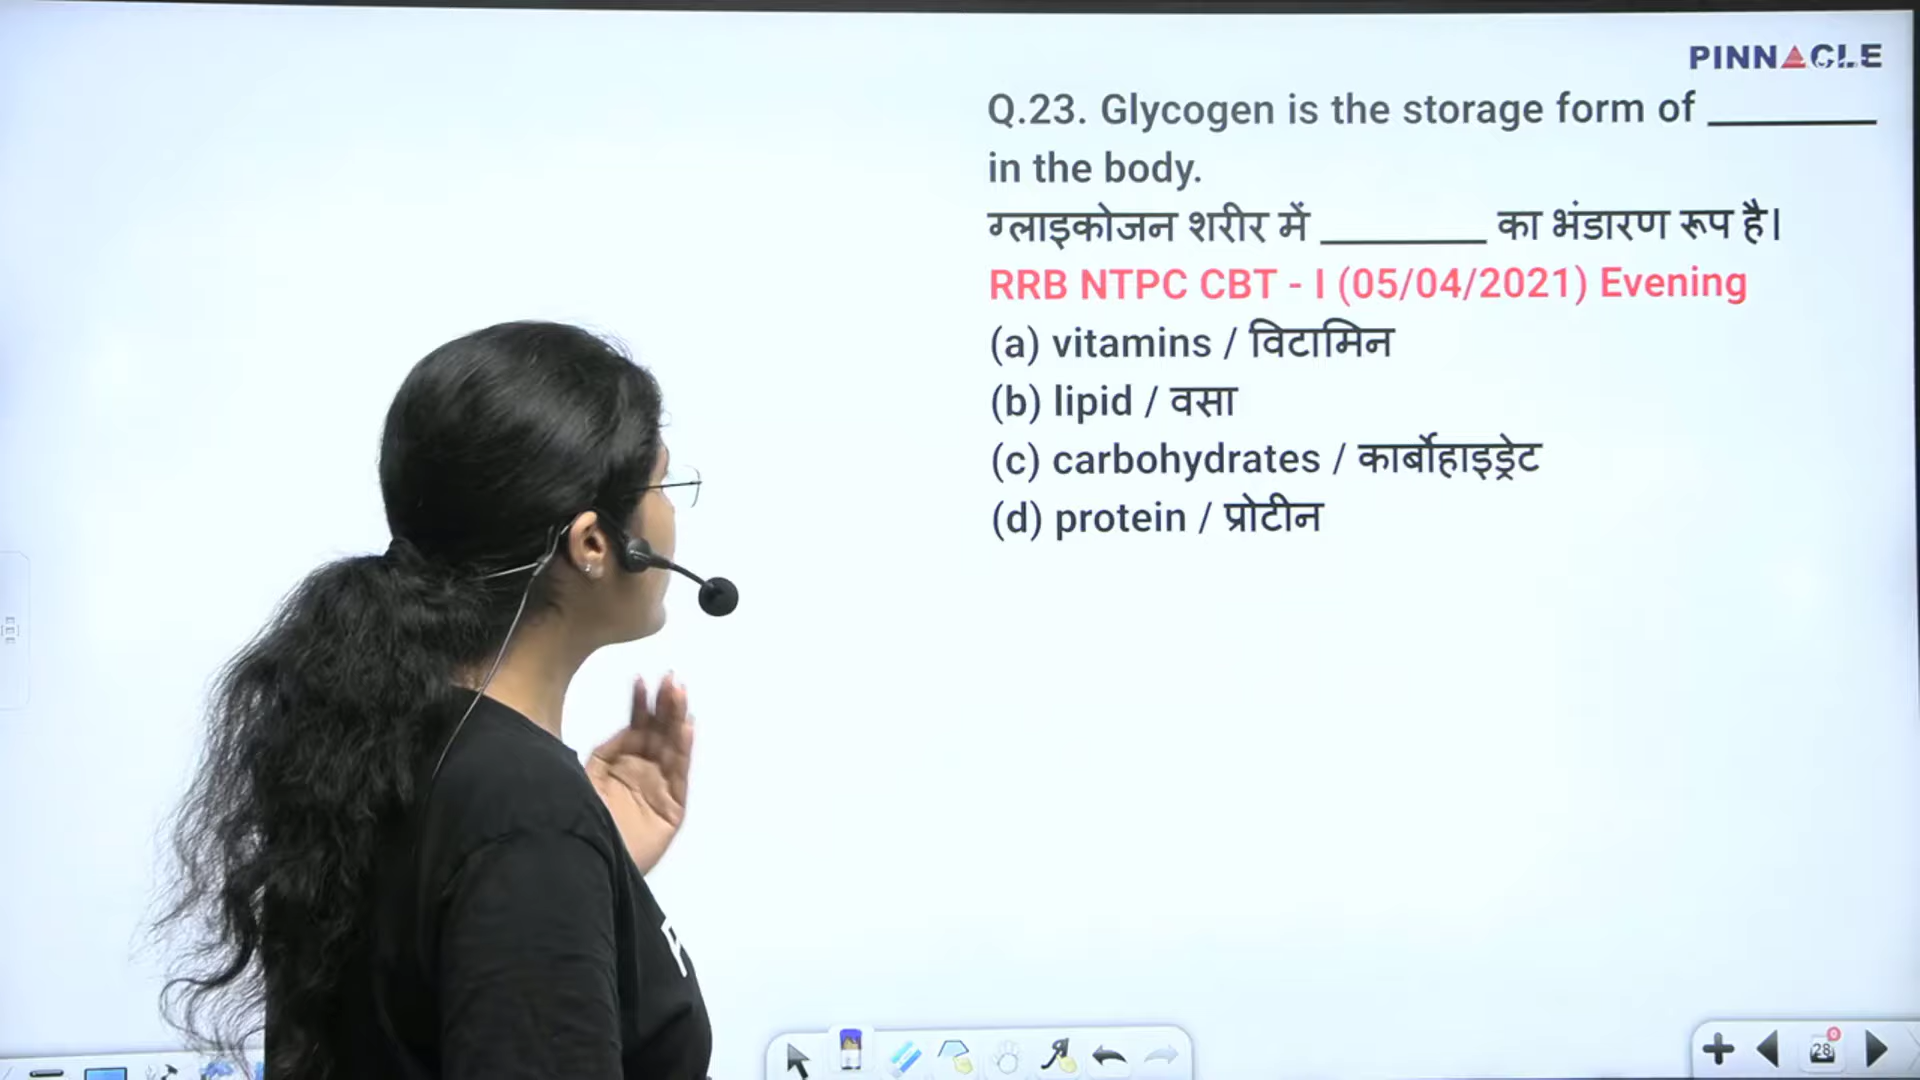 PINNACLE
Q.23. Glycogen is the storage form of ________
in the body.
ग्लाइकोजन शरीर में ________ का भंडारण रूप है।
RRB NTPC CBT - I (05/04/2021) Evening
(a) vitamins / विटामिन
(b) lipid / वसा
(c) carbohydrates / कार्बोहाइड्रेट
(d) protein / प्रोटीन
28